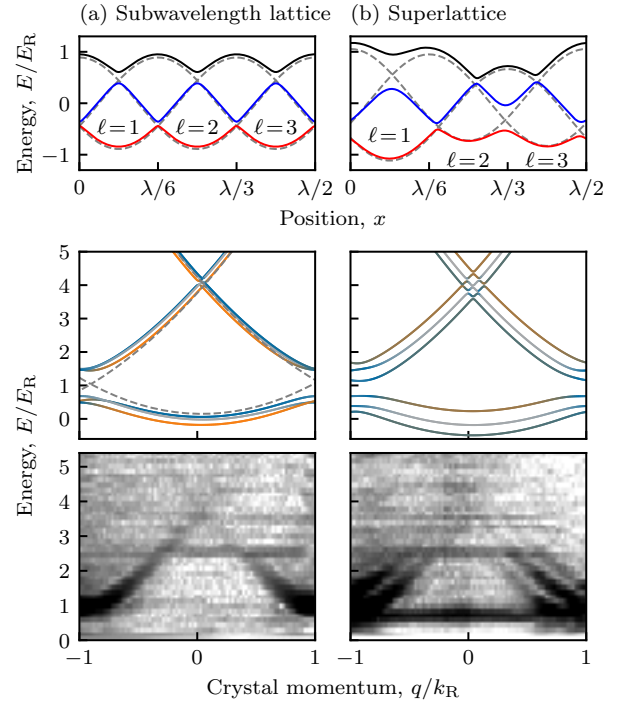 (a) Subwavelength lattice
(b) Superlattice
Energy, E/E_R
1
0
−1
ℓ=1
ℓ=2
ℓ=3
ℓ=1
ℓ=2
ℓ=3
0
λ/6
λ/3
λ/2
0
λ/6
λ/3
λ/2
Position, x
Energy, E/E_R
5
4
3
2
1
0
5
4
3
2
1
0
−1
0
1
−1
0
1
Crystal momentum, q/k_R